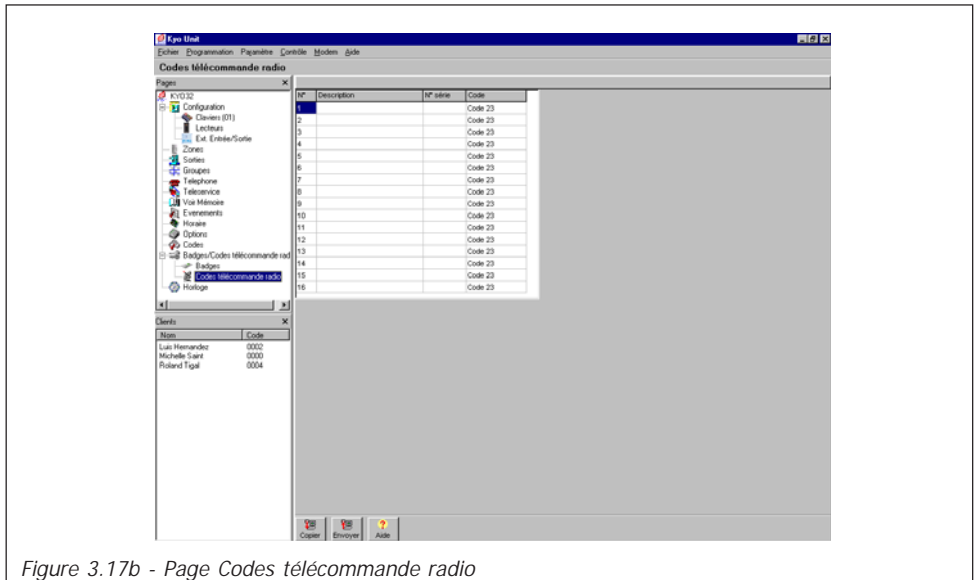 Kyo Unit
Fichier Programmation Paramètre Contrôle Modem Aide
Codes télécommande radio
Pages
KYO32
Configuration
Claviers (01)
Lecteurs
Ext. Entrée/Sortie
Zones
Sorties
Groupes
Telephone
Teleservice
Voir Mémoire
Evenements
Horaire
Options
Codes
Badges/Codes télécommande rad
Badges
Codes télécommande radio
Horloge
Clients
Nom Code
Luis Hernandez 0002
Michelle Saint 0000
Roland Tigal 0004
N° Description N° série Code
1 Code 23
2 Code 23
3 Code 23
4 Code 23
5 Code 23
6 Code 23
7 Code 23
8 Code 23
9 Code 23
10 Code 23
11 Code 23
12 Code 23
13 Code 23
14 Code 23
15 Code 23
16 Code 23
Copier Envoyer Aide
Figure 3.17b - Page Codes télécommande radio